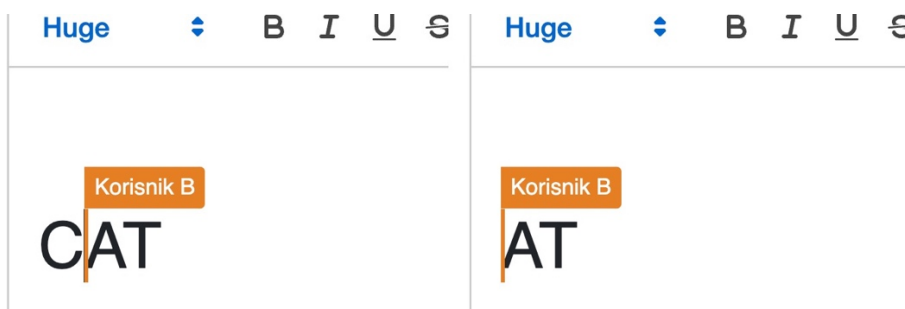 Huge B I U S
Huge B I U S
Korisnik B
Korisnik B
CAT
AT